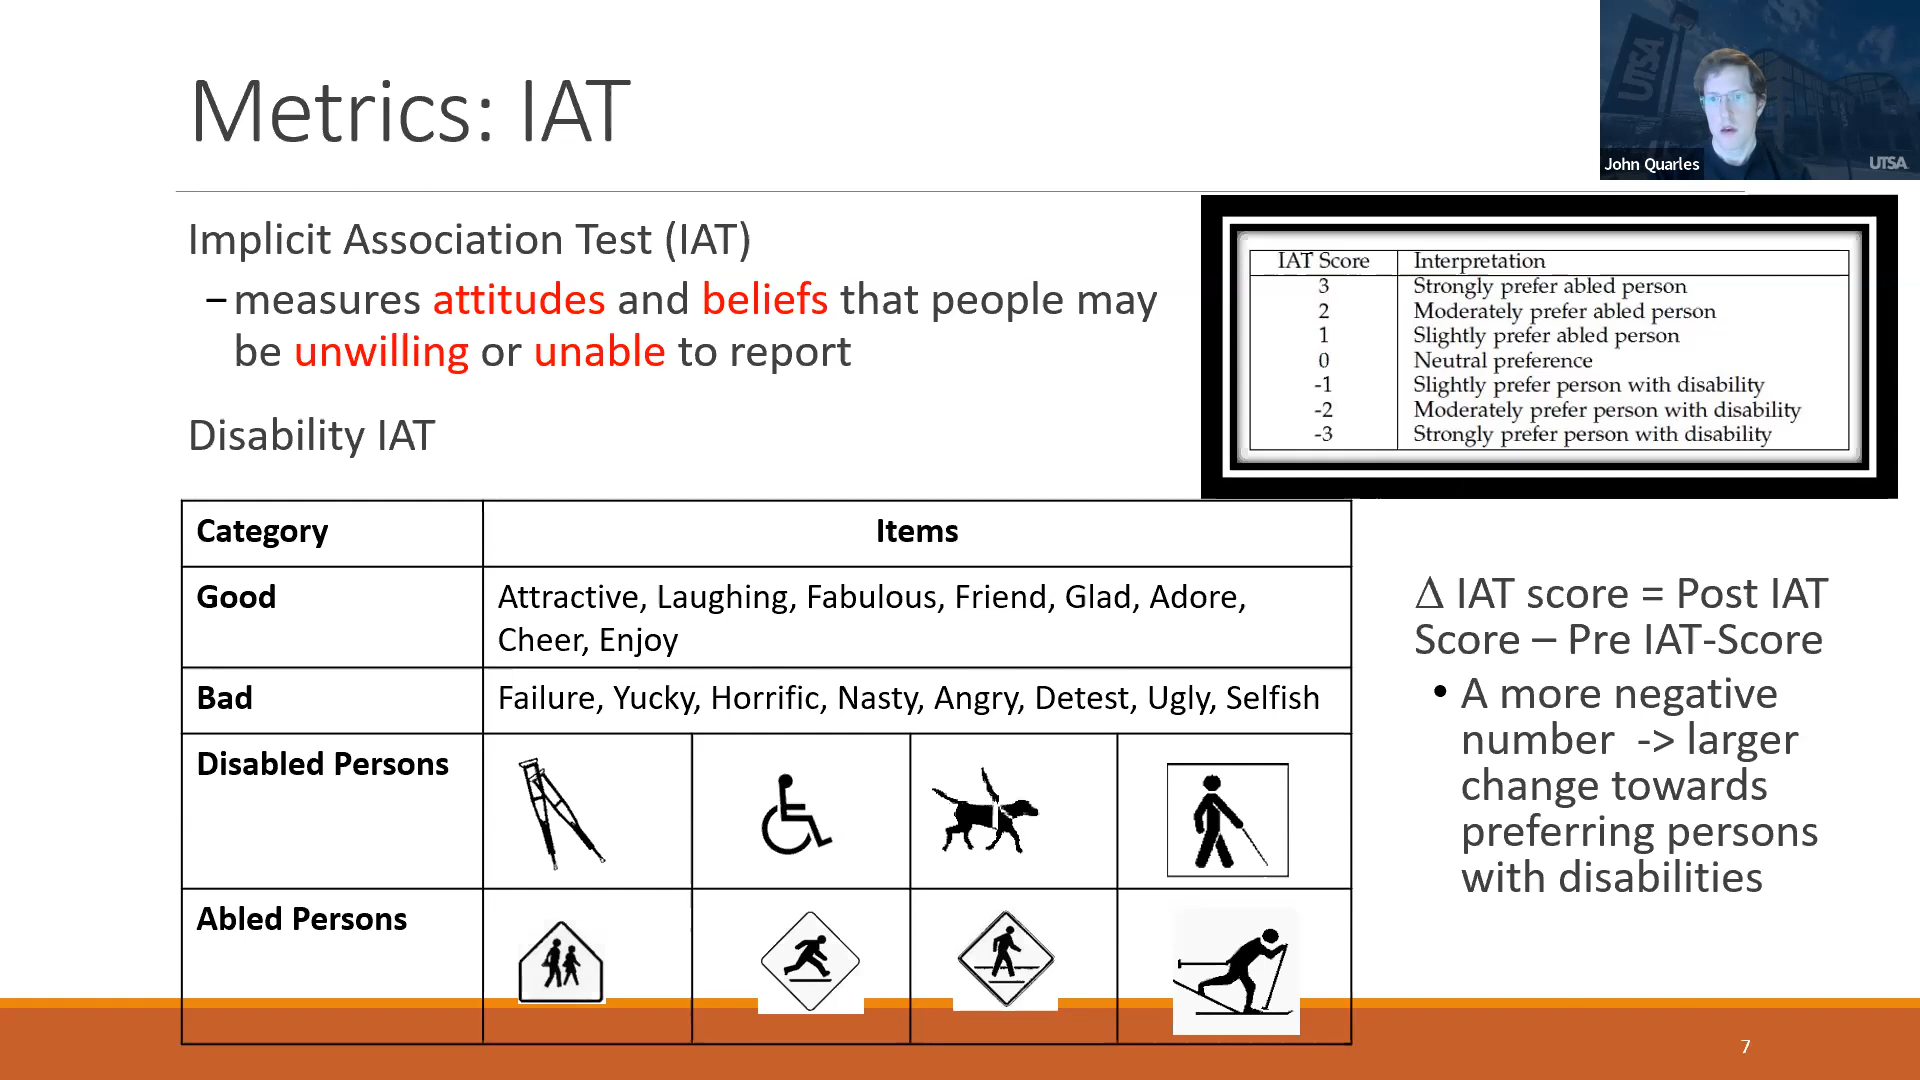 Metrics: IAT
UTSA
John Quarles
UTSA
Implicit Association Test (IAT)
–measures attitudes and beliefs that people may
be unwilling or unable to report
Disability IAT
IAT Score Interpretation
3 Strongly prefer abled person
2 Moderately prefer abled person
1 Slightly prefer abled person
0 Neutral preference
-1 Slightly prefer person with disability
-2 Moderately prefer person with disability
-3 Strongly prefer person with disability
Category Items
Good Attractive, Laughing, Fabulous, Friend, Glad, Adore,
Cheer, Enjoy
Bad Failure, Yucky, Horrific, Nasty, Angry, Detest, Ugly, Selfish
Disabled Persons
Abled Persons
Δ IAT score = Post IAT
Score – Pre IAT-Score
• A more negative
number -> larger
change towards
preferring persons
with disabilities
7